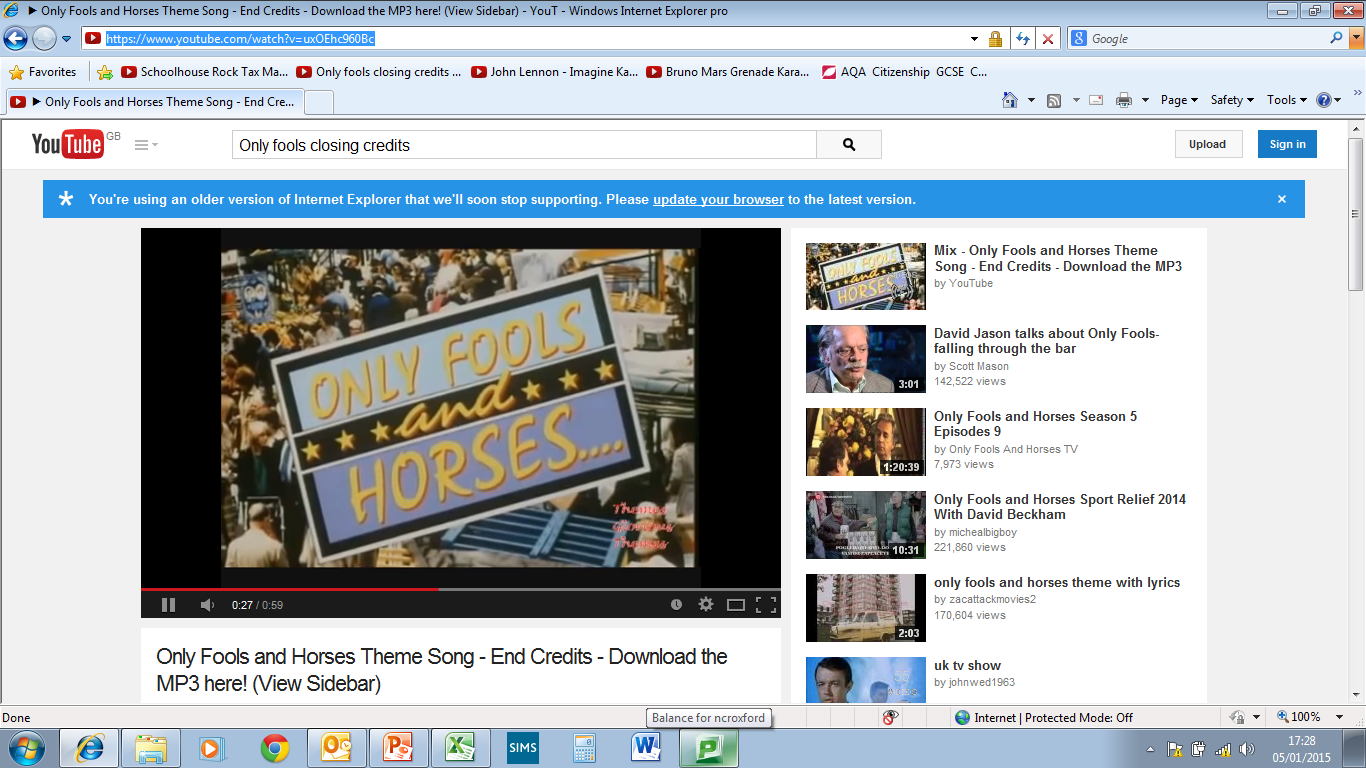 ▶ Only Fools and Horses Theme Song - End Credits - Download the MP3 here! (View Sidebar) - YouT - Windows Internet Explorer pro
https://www.youtube.com/watch?v=uxOEhc960Bc
Google
Favorites
Schoolhouse Rock Tax Ma...
Only fools closing credits ...
John Lennon - Imagine Ka...
Bruno Mars Grenade Kara...
AQA Citizenship GCSE C...
▶ Only Fools and Horses Theme Song - End Cre...
Page
Safety
Tools
YouTube GB
Only fools closing credits
Upload
Sign in
You're using an older version of Internet Explorer that we'll soon stop supporting. Please update your browser to the latest version.
ONLY FOOLS
and
HORSES....
0:27 / 0:59
Only Fools and Horses Theme Song - End Credits - Download the
MP3 here! (View Sidebar)
Mix - Only Fools and Horses Theme
Song - End Credits - Download the MP3
by YouTube
David Jason talks about Only Fools-
falling through the bar
by Scott Mason
142,522 views
3:01
Only Fools and Horses Season 5
Episodes 9
by Only Fools And Horses TV
7,973 views
1:20:39
Only Fools and Horses Sport Relief 2014
With David Beckham
by michealbigboy
221,860 views
10:31
only fools and horses theme with lyrics
by zacattackmovies2
170,604 views
2:03
uk tv show
by johnwed1963
Done
Balance for ncroxford
Internet | Protected Mode: Off
100%
SIMS
17:28
05/01/2015